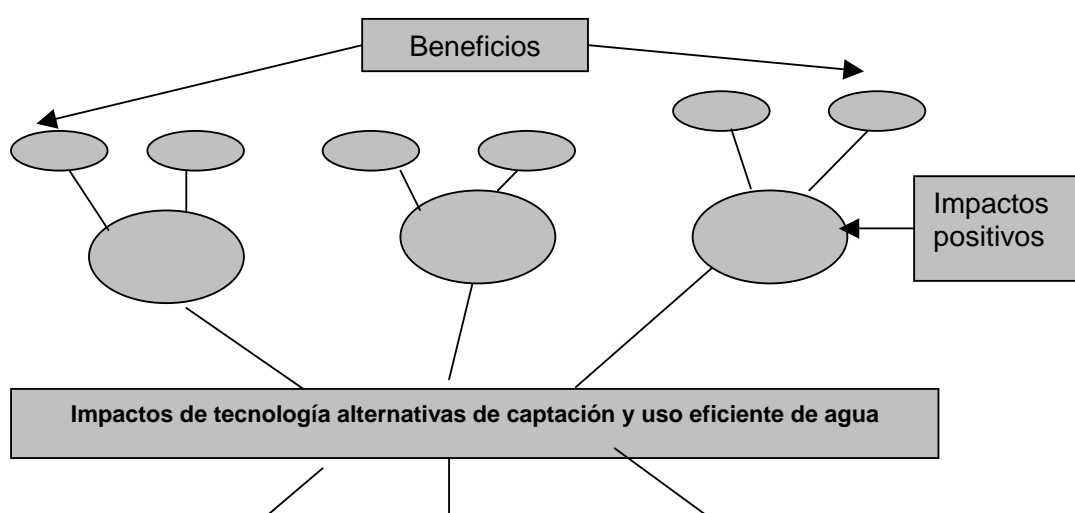 Beneficios
Impactos
positivos
Impactos de tecnología alternativas de captación y uso eficiente de agua